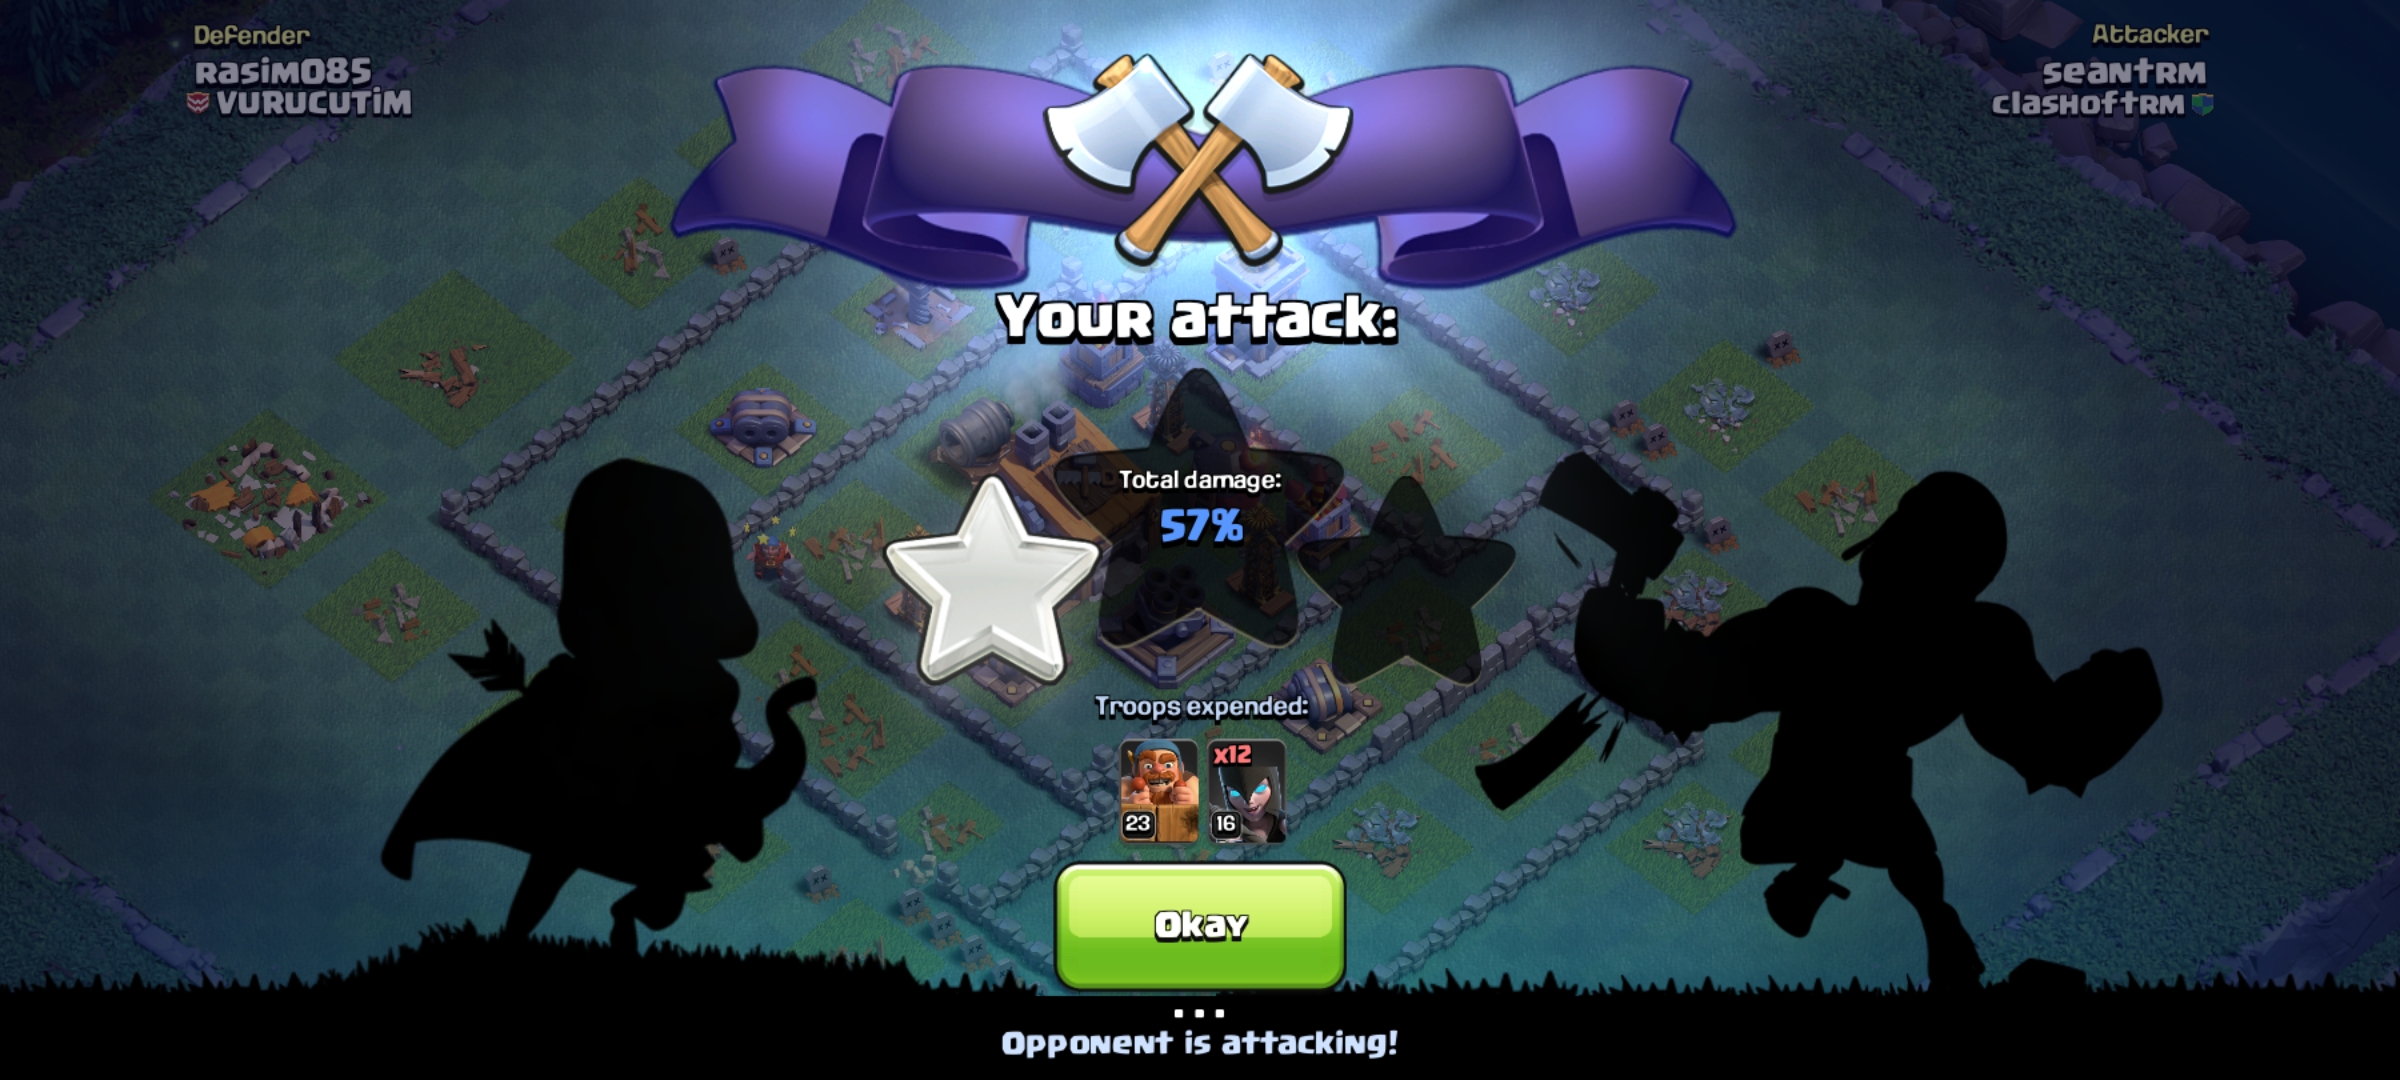 Defender
Rasim085
VURUCUTİM
Attacker
seantRM
clashoftRM
Your attack:
Total damage:
57%
Troops expended:
x12
23
16
Okay
...
Opponent is attacking!